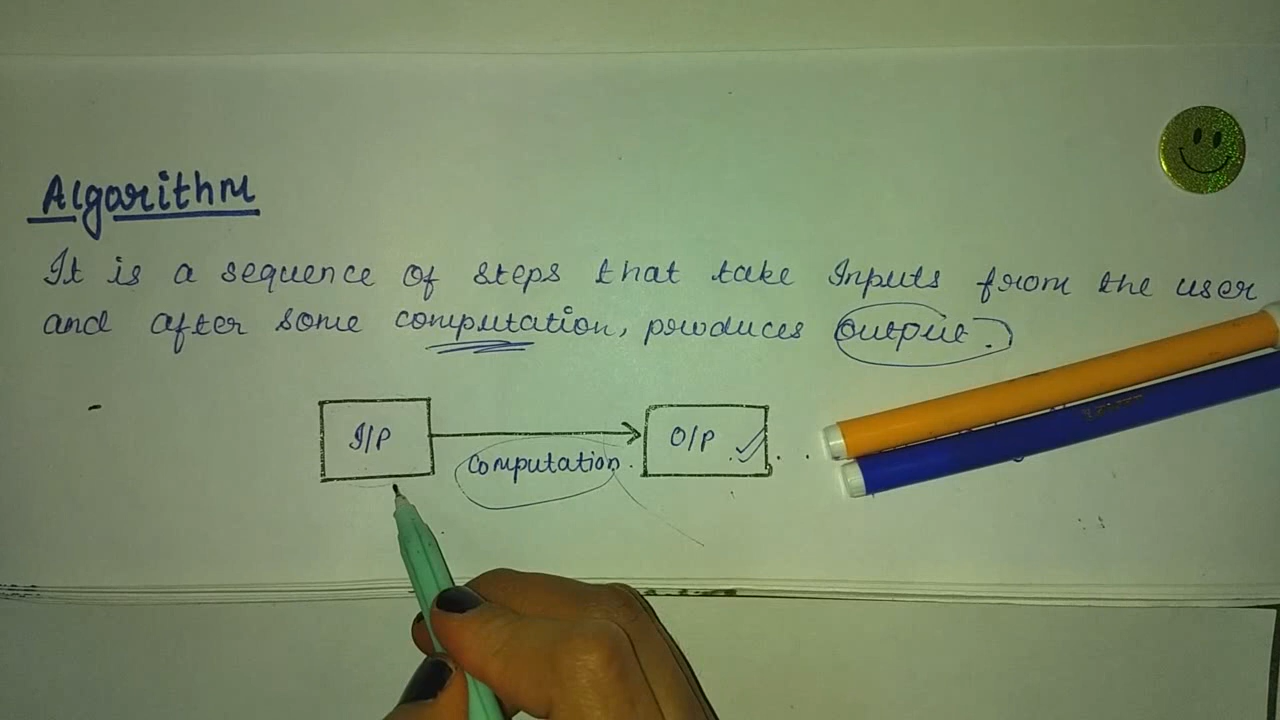 Algorithm
It is a sequence of steps that take Inputs from the user
and after some computation, produces output.
I/P
O/P
Computation.